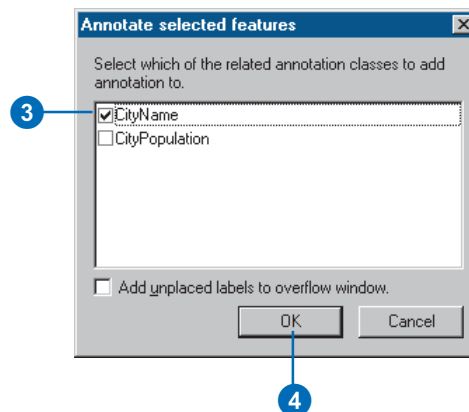 Annotate selected features
Select which of the related annotation classes to add
annotation to.
3
CityName
CityPopulation
Add unplaced labels to overflow window.
OK
Cancel
4